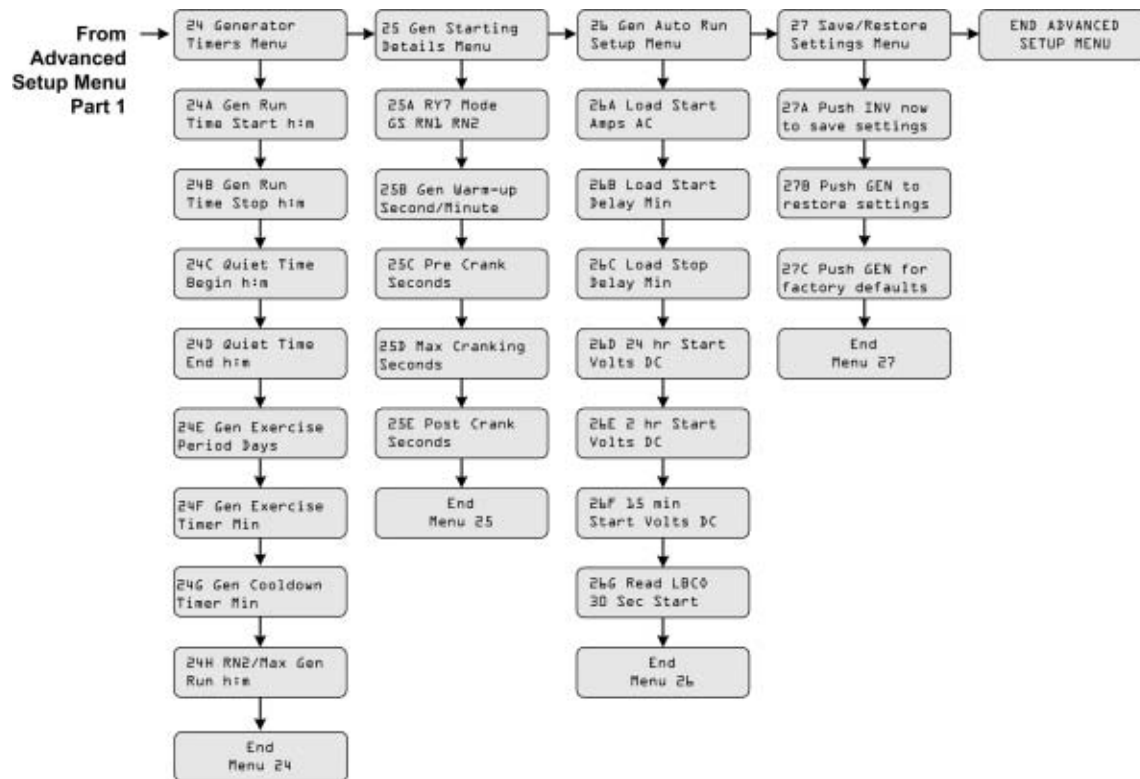 From
Advanced
Setup Menu
Part 1
24 Generator
Timers Menu
24A Gen Run
Time Start h:m
24B Gen Run
Time Stop h:m
24C Quiet Time
Begin h:m
24D Quiet Time
End h:m
24E Gen Exercise
Period Days
24F Gen Exercise
Timer Min
24G Gen Cooldown
Timer Min
24H RN2/Max Gen
Run h:m
End
Menu 24
25 Gen Starting
Details Menu
25A RY7 Mode
GS RN1 RN2
25B Gen Warm-up
Second/Minute
25C Pre Crank
Seconds
25D Max Cranking
Seconds
25E Post Crank
Seconds
End
Menu 25
26 Gen Auto Run
Setup Menu
26A Load Start
Amps AC
26B Load Start
Delay Min
26C Load Stop
Delay Min
26D 24 hr Start
Volts DC
26E 2 hr Start
Volts DC
26F 15 min
Start Volts DC
26G Read LBCO
30 Sec Start
End
Menu 26
27 Save/Restore
Settings Menu
27A Push INV now
to save settings
27B Push GEN to
restore settings
27C Push GEN for
factory defaults
End
Menu 27
END ADVANCED
SETUP MENU